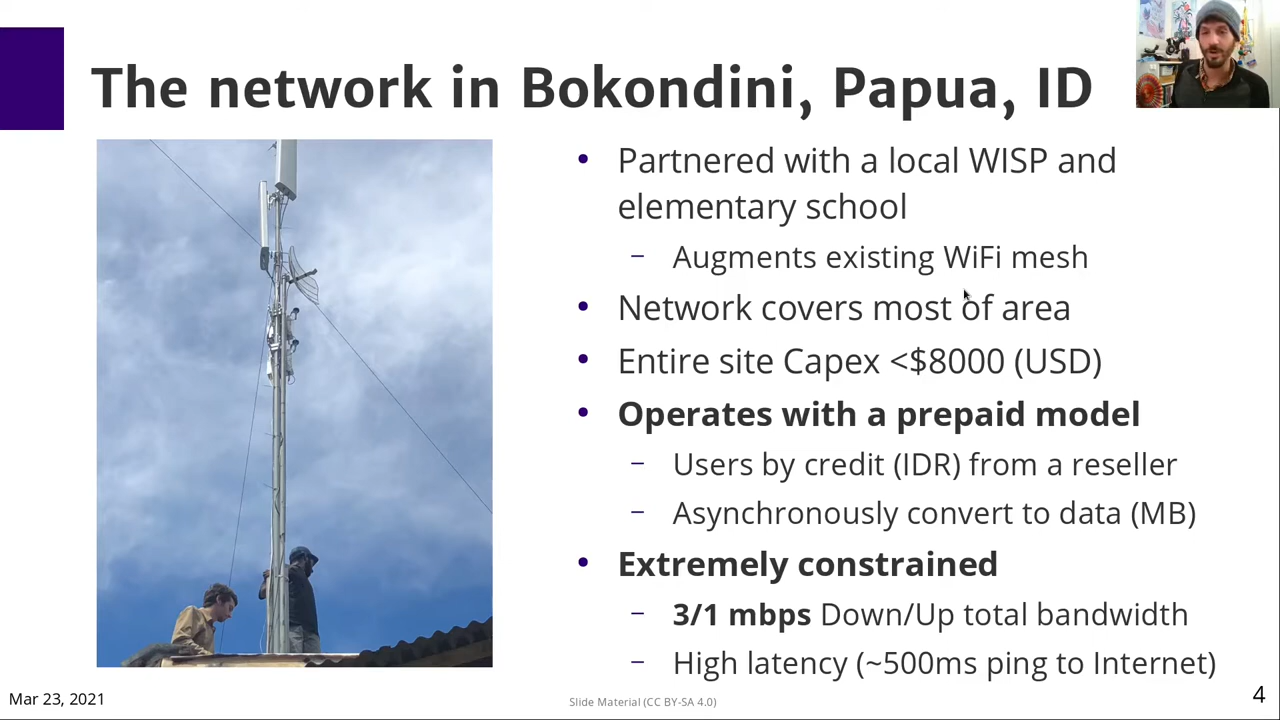 The network in Bokondini, Papua, ID
• Partnered with a local WISP and
elementary school
– Augments existing WiFi mesh
• Network covers most of area
• Entire site Capex <$8000 (USD)
• Operates with a prepaid model
– Users by credit (IDR) from a reseller
– Asynchronously convert to data (MB)
• Extremely constrained
– 3/1 mbps Down/Up total bandwidth
– High latency (~500ms ping to Internet)
Mar 23, 2021
Slide Material (CC BY-SA 4.0)
4